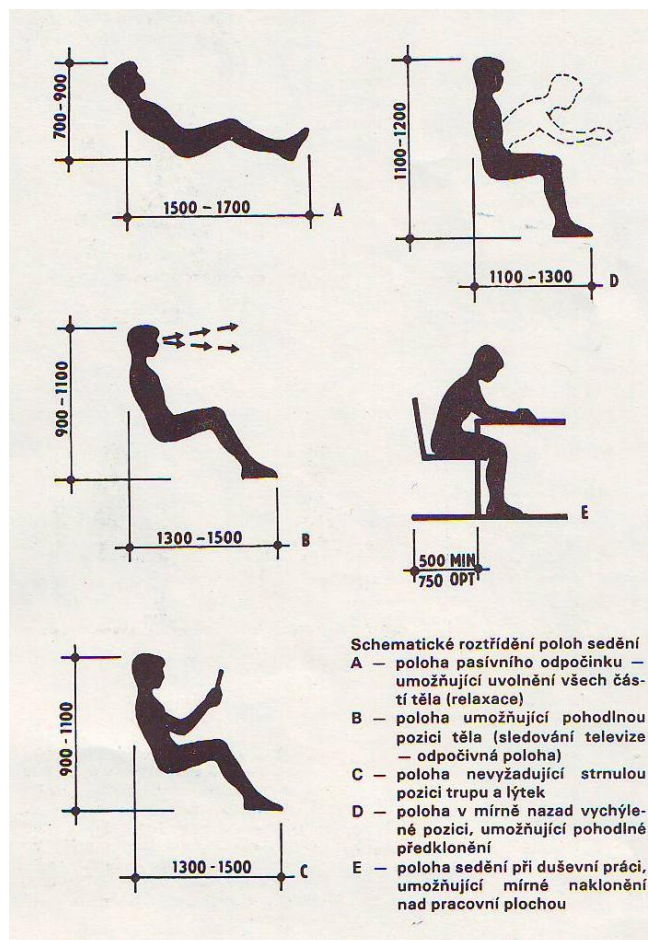 700-900
1500-1700
A
1100-1200
1100-1300
D
900-1100
1300-1500
B
E
500 MIN
750 OPT
900-1100
1300-1500
C
Schematické roztřídění poloh sedění
A — poloha pasívního odpočinku —
umožňující uvolnění všech čás-
tí těla (relaxace)
B — poloha umožňující pohodlnou
pozici těla (sledování televize
— odpočivná poloha)
C — poloha nevyžadující strnulou
pozici trupu a lýtek
D — poloha v mírně nazad vychýle-
né pozici, umožňující pohodlné
předklonění
E — poloha sedění při duševní práci,
umožňující mírné naklonění
nad pracovní plochou